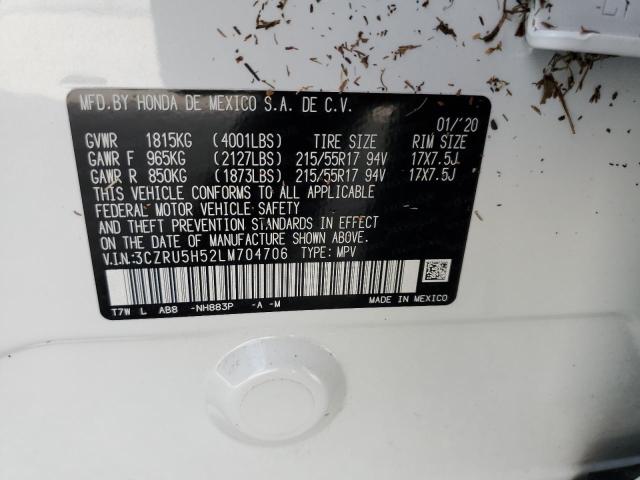 MFD.BY HONDA DE MEXICO S.A. DE C.V.
01/'20
GVWR 1815KG (4001LBS) TIRE SIZE RIM SIZE
GAWR F 965KG (2127LBS) 215/55R17 94V 17X7.5J
GAWR R 850KG (1873LBS) 215/55R17 94V 17X7.5J
THIS VEHICLE CONFORMS TO ALL APPLICABLE
FEDERAL MOTOR VEHICLE SAFETY
AND THEFT PREVENTION STANDARDS IN EFFECT
ON THE DATE OF MANUFACTURE SHOWN ABOVE.
V.I.N.:3CZRU5H52LM704706 TYPE: MPV
T7W L AB8 -NH883P -A -M
MADE IN MEXICO